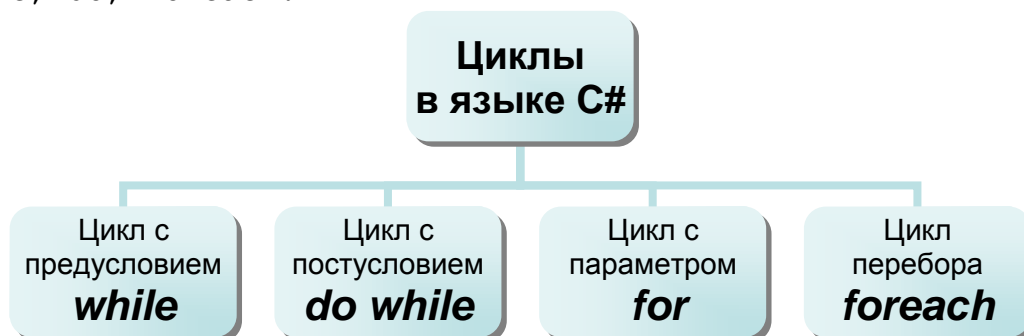 Циклы
в языке C#
Цикл с
предусловием
while
Цикл с
постусловием
do while
Цикл с
параметром
for
Цикл
перебора
foreach